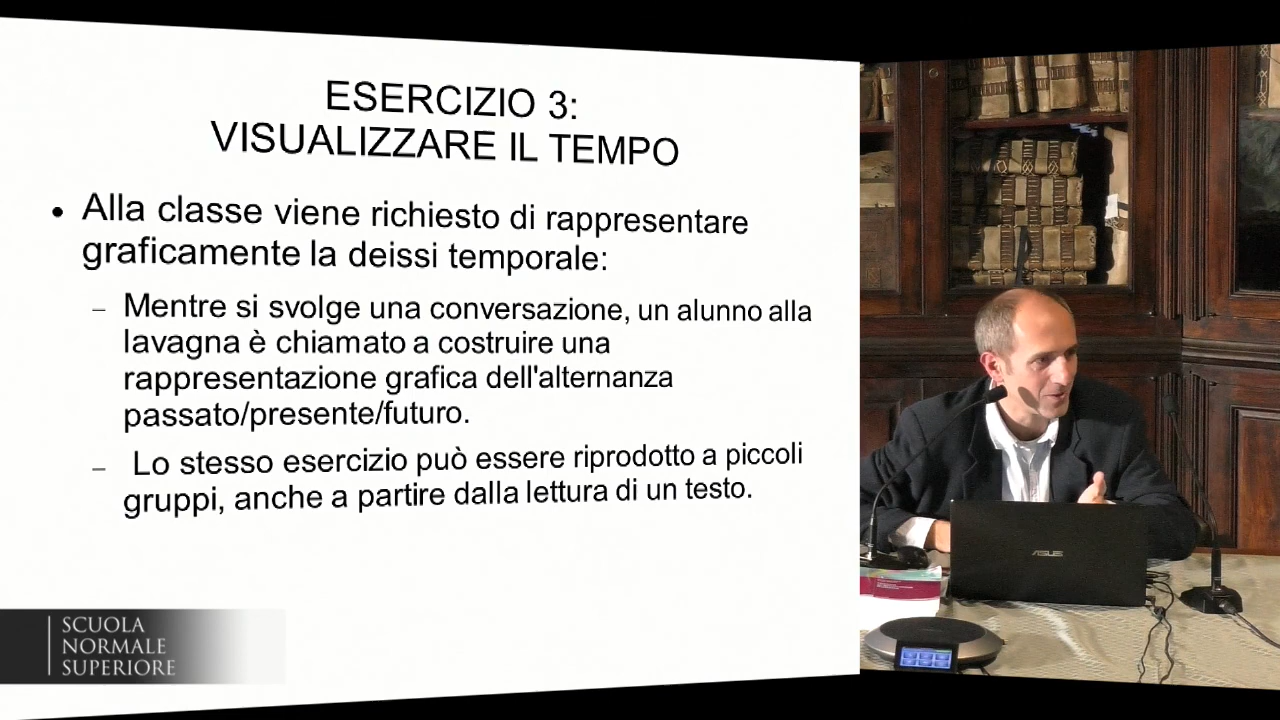 ESERCIZIO 3:
VISUALIZZARE IL TEMPO
• Alla classe viene richiesto di rappresentare
graficamente la deissi temporale:
– Mentre si svolge una conversazione, un alunno alla
lavagna è chiamato a costruire una
rappresentazione grafica dell'alternanza
passato/presente/futuro.
– Lo stesso esercizio può essere riprodotto a piccoli
gruppi, anche a partire dalla lettura di un testo.
SCUOLA
NORMALE
SUPERIORE
ASUS